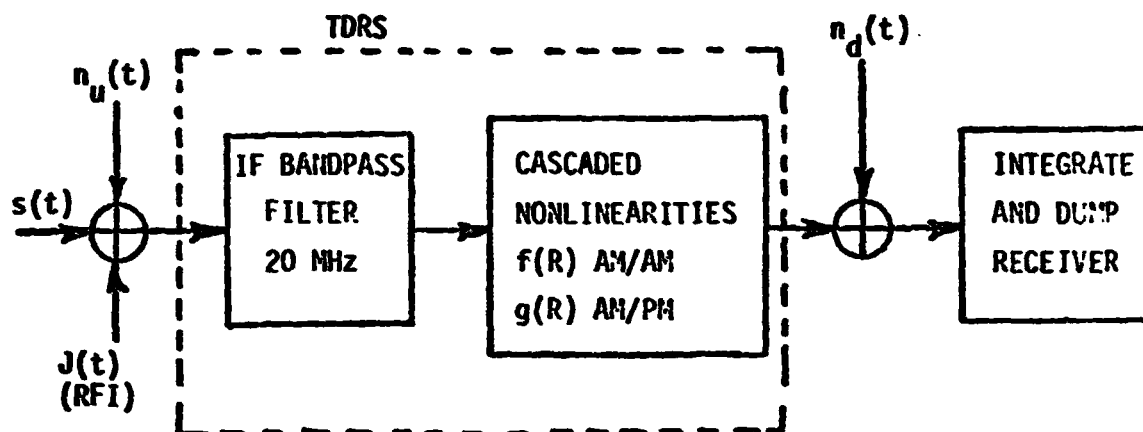 TDRS
n_u(t)
n_d(t)
s(t)
J(t)
(RFI)
IF BANDPASS
FILTER
20 MHz
CASCADED
NONLINEARITIES
f(R) AM/AM
g(R) AM/PM
INTEGRATE
AND DUMP
RECEIVER